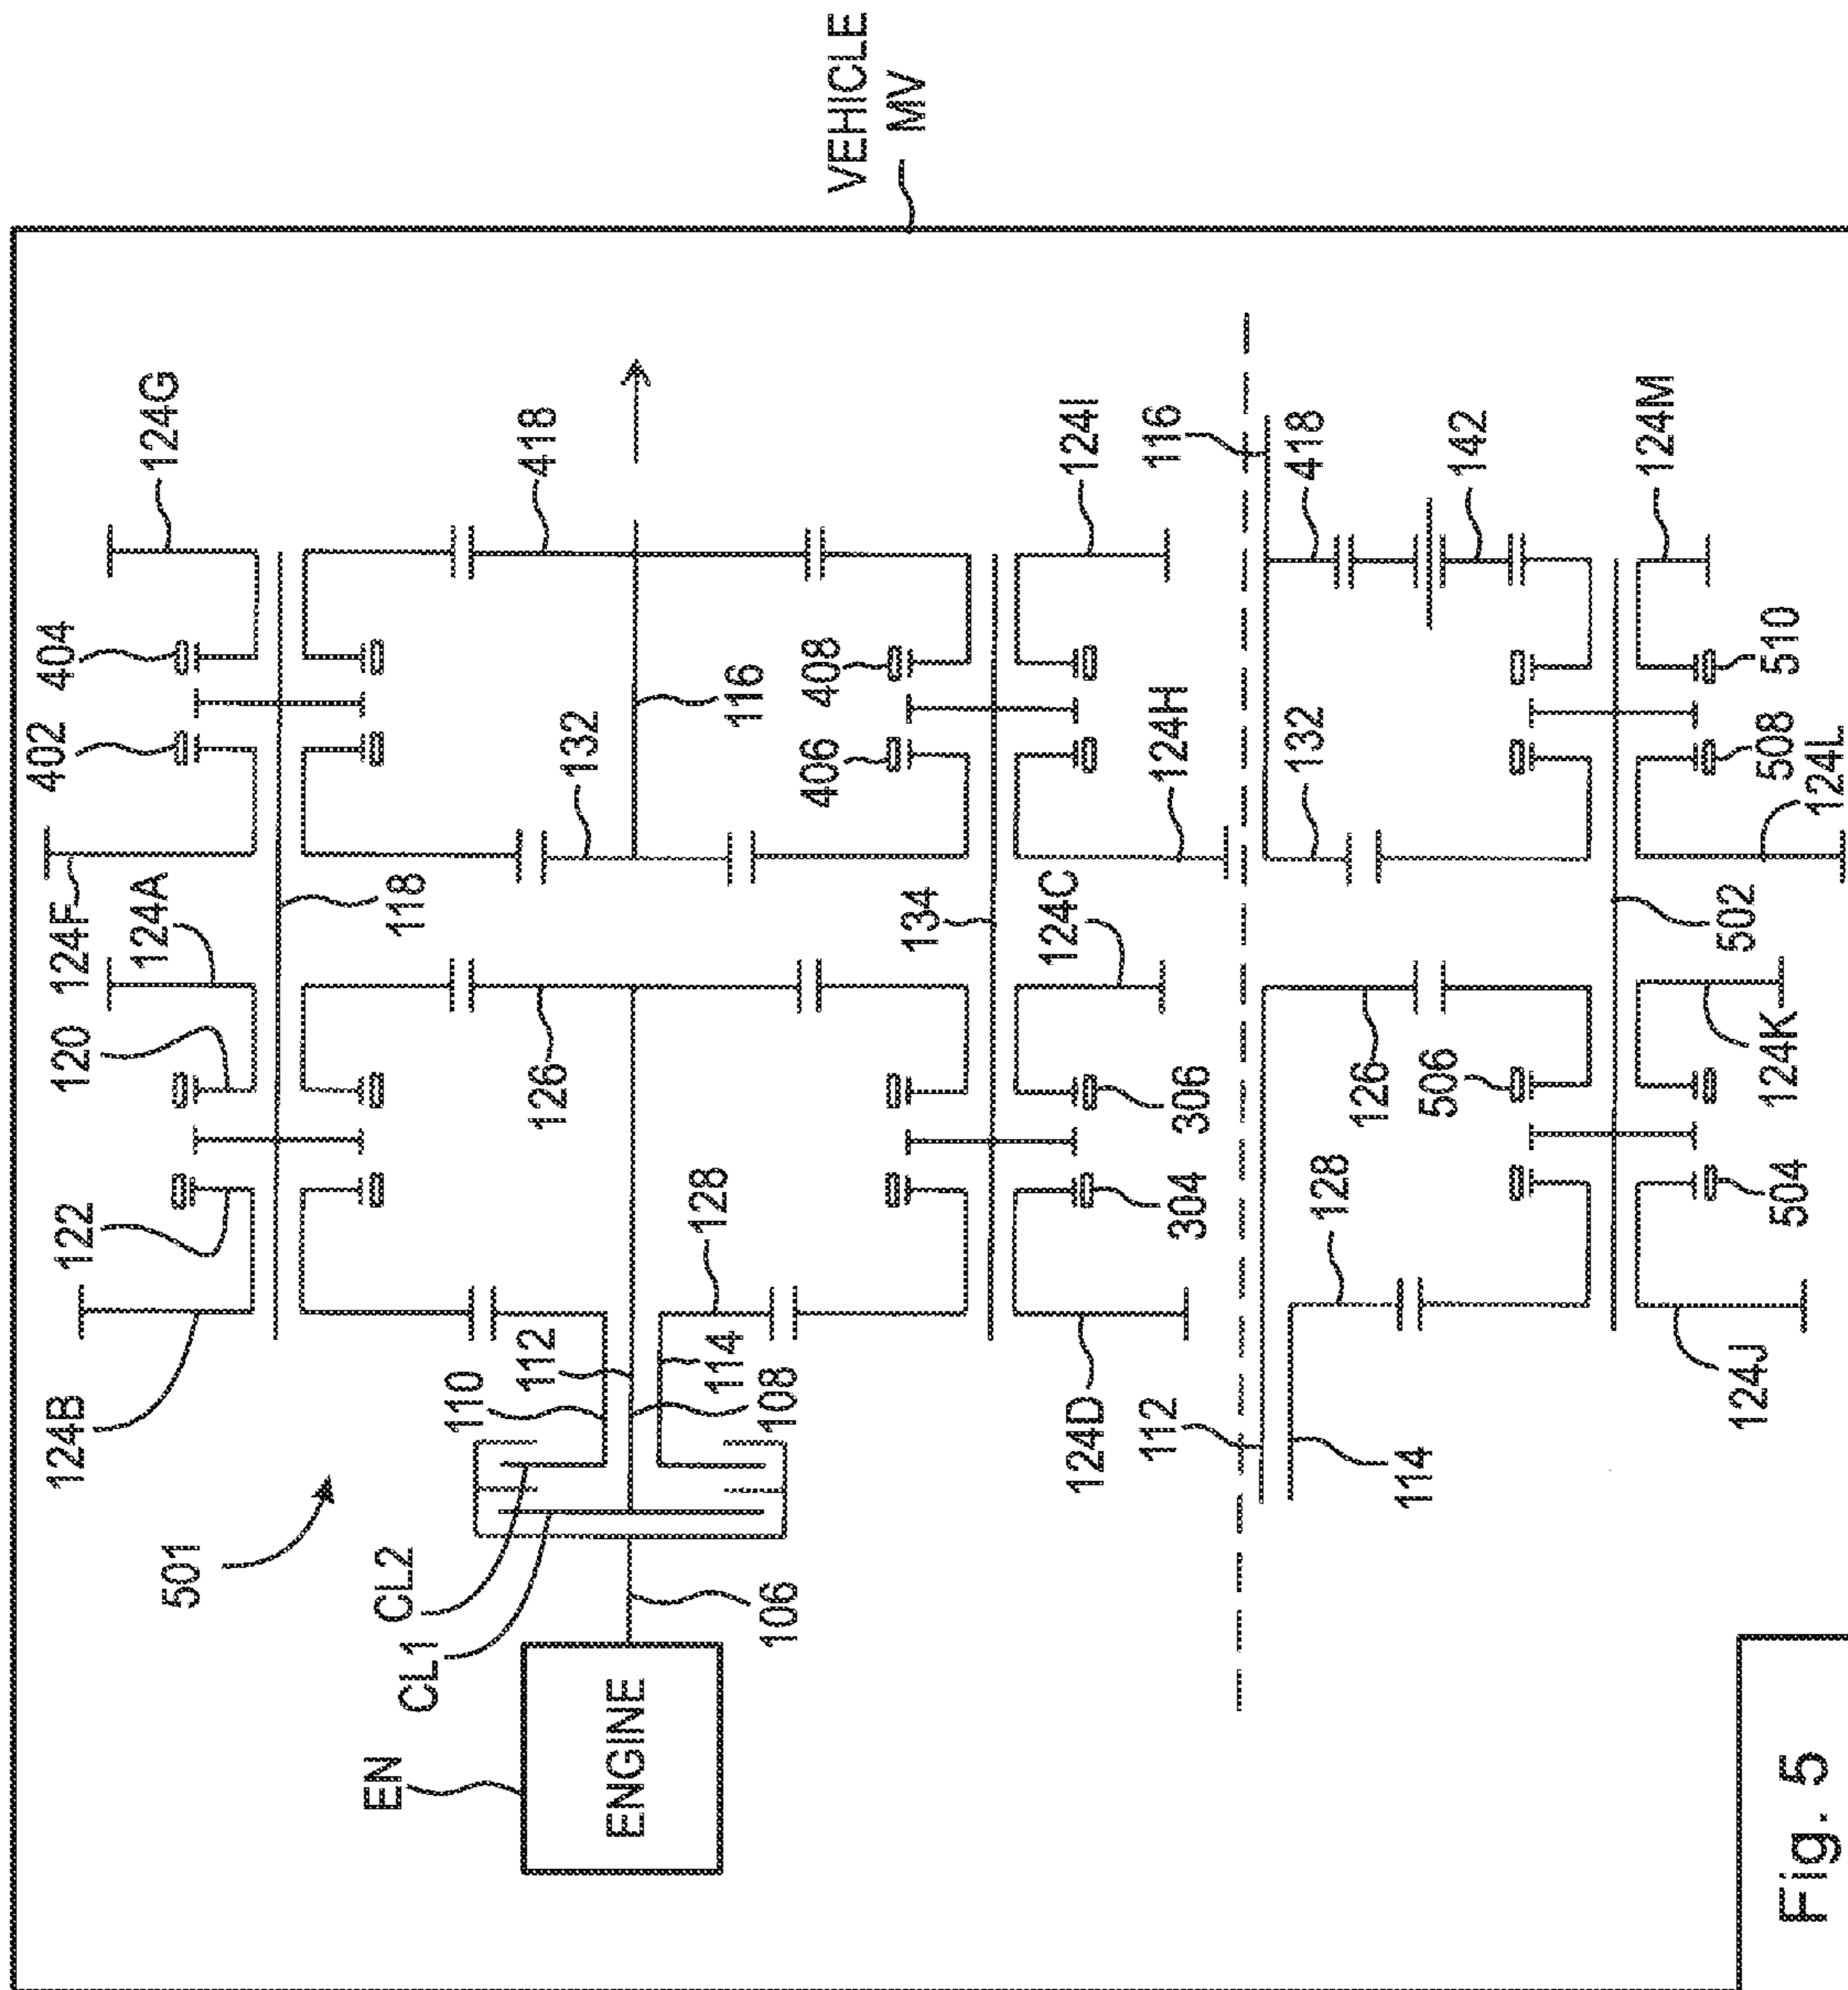 VEHICLE
MV
124G
404
402
124F
124A
120
122
124B
118
418
132
116
126
128
112
110
114
108
501
CL2
CL1
106
EN
ENGINE
408
406
124I
124H
134
124C
306
304
124D
116
418
142
132
126
506
128
112
114
124M
510
508
124L
502
124K
504
124J
Fig. 5